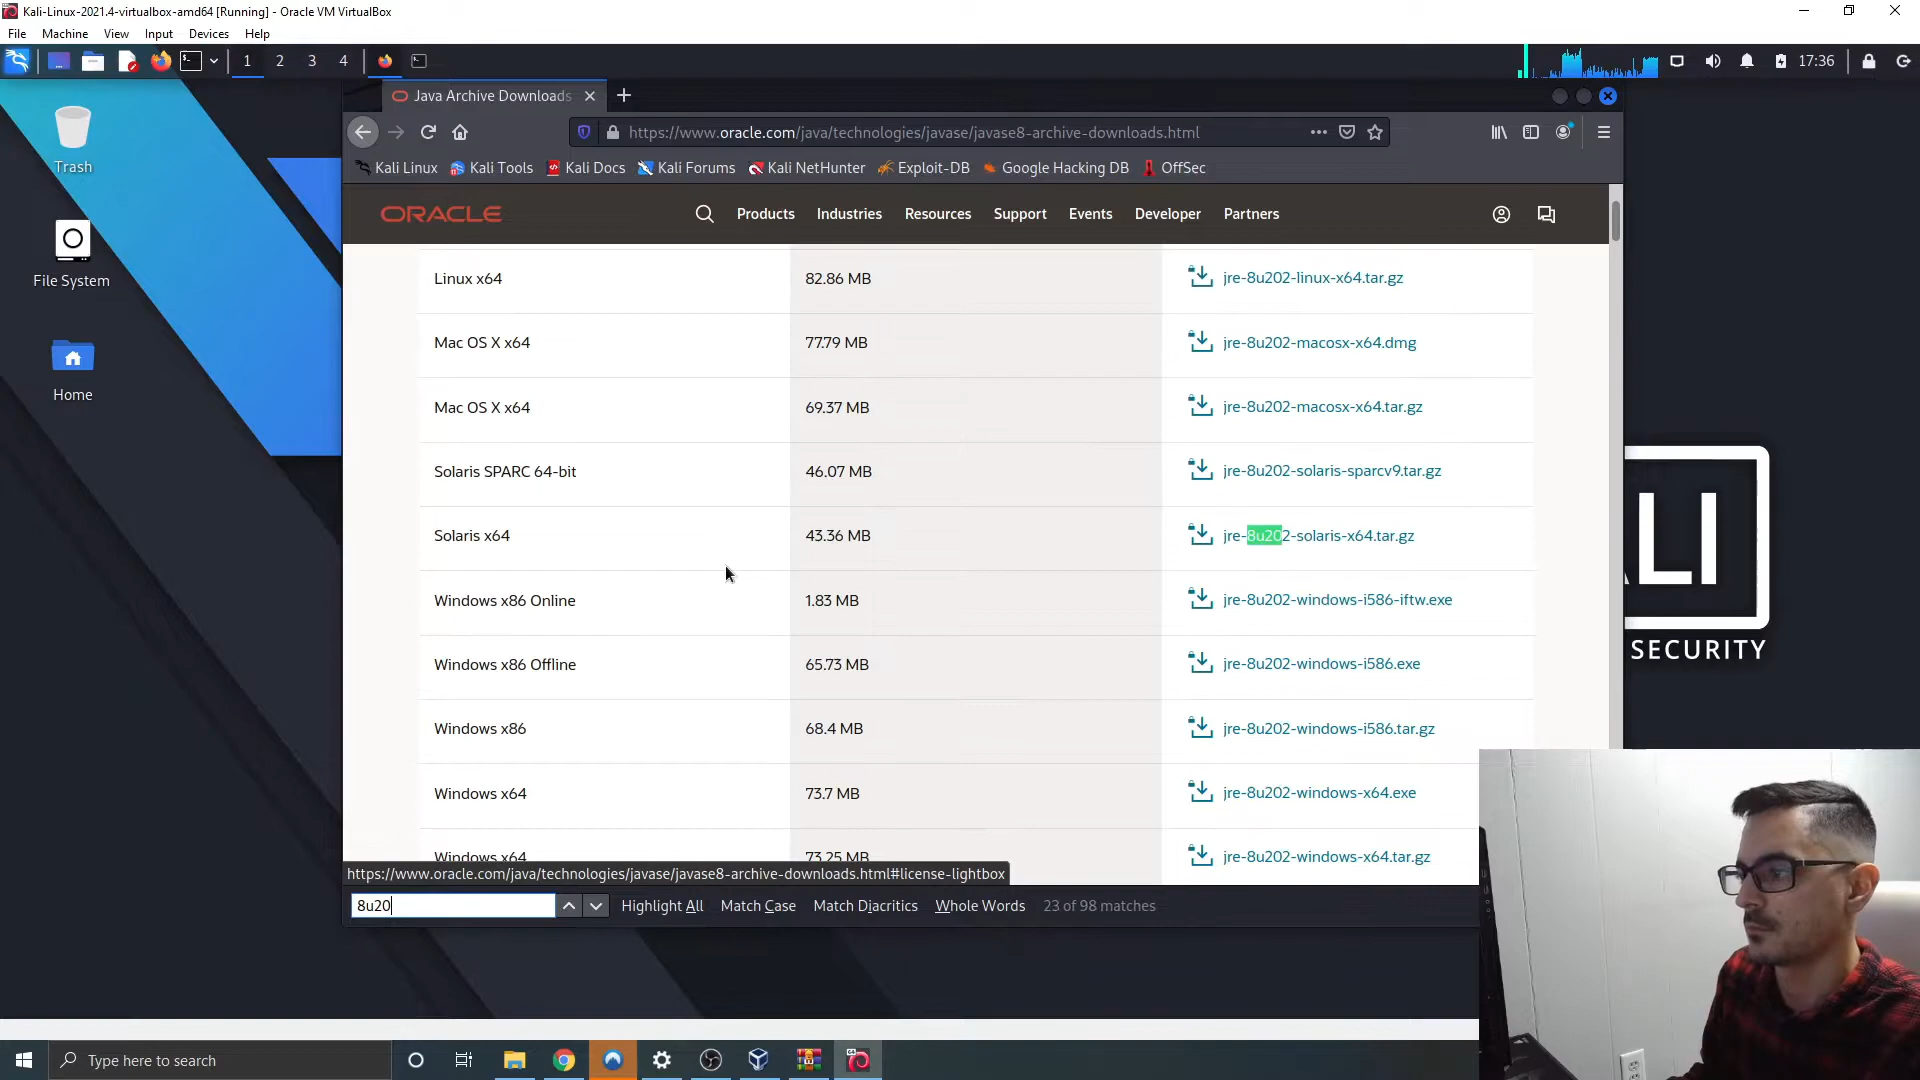 Kali-Linux-2021.4-virtualbox-amd64 [Running] - Oracle VM VirtualBox
File Machine View Input Devices Help
1 2 3 4
17:36
Java Archive Downloads
https://www.oracle.com/java/technologies/javase/javase8-archive-downloads.html
Kali Linux Kali Tools Kali Docs Kali Forums Kali NetHunter Exploit-DB Google Hacking DB OffSec
Trash
File System
Home
ORACLE Products Industries Resources Support Events Developer Partners
Linux x64 82.86 MB jre-8u202-linux-x64.tar.gz
Mac OS X x64 77.79 MB jre-8u202-macosx-x64.dmg
Mac OS X x64 69.37 MB jre-8u202-macosx-x64.tar.gz
Solaris SPARC 64-bit 46.07 MB jre-8u202-solaris-sparcv9.tar.gz
Solaris x64 43.36 MB jre-8u202-solaris-x64.tar.gz
Windows x86 Online 1.83 MB jre-8u202-windows-i586-iftw.exe
Windows x86 Offline 65.73 MB jre-8u202-windows-i586.exe
Windows x86 68.4 MB jre-8u202-windows-i586.tar.gz
Windows x64 73.7 MB jre-8u202-windows-x64.exe
Windows x64 73.25 MB jre-8u202-windows-x64.tar.gz
https://www.oracle.com/java/technologies/javase/javase8-archive-downloads.html#license-lightbox
8u20 Highlight All Match Case Match Diacritics Whole Words 23 of 98 matches
LI
SECURITY
Type here to search